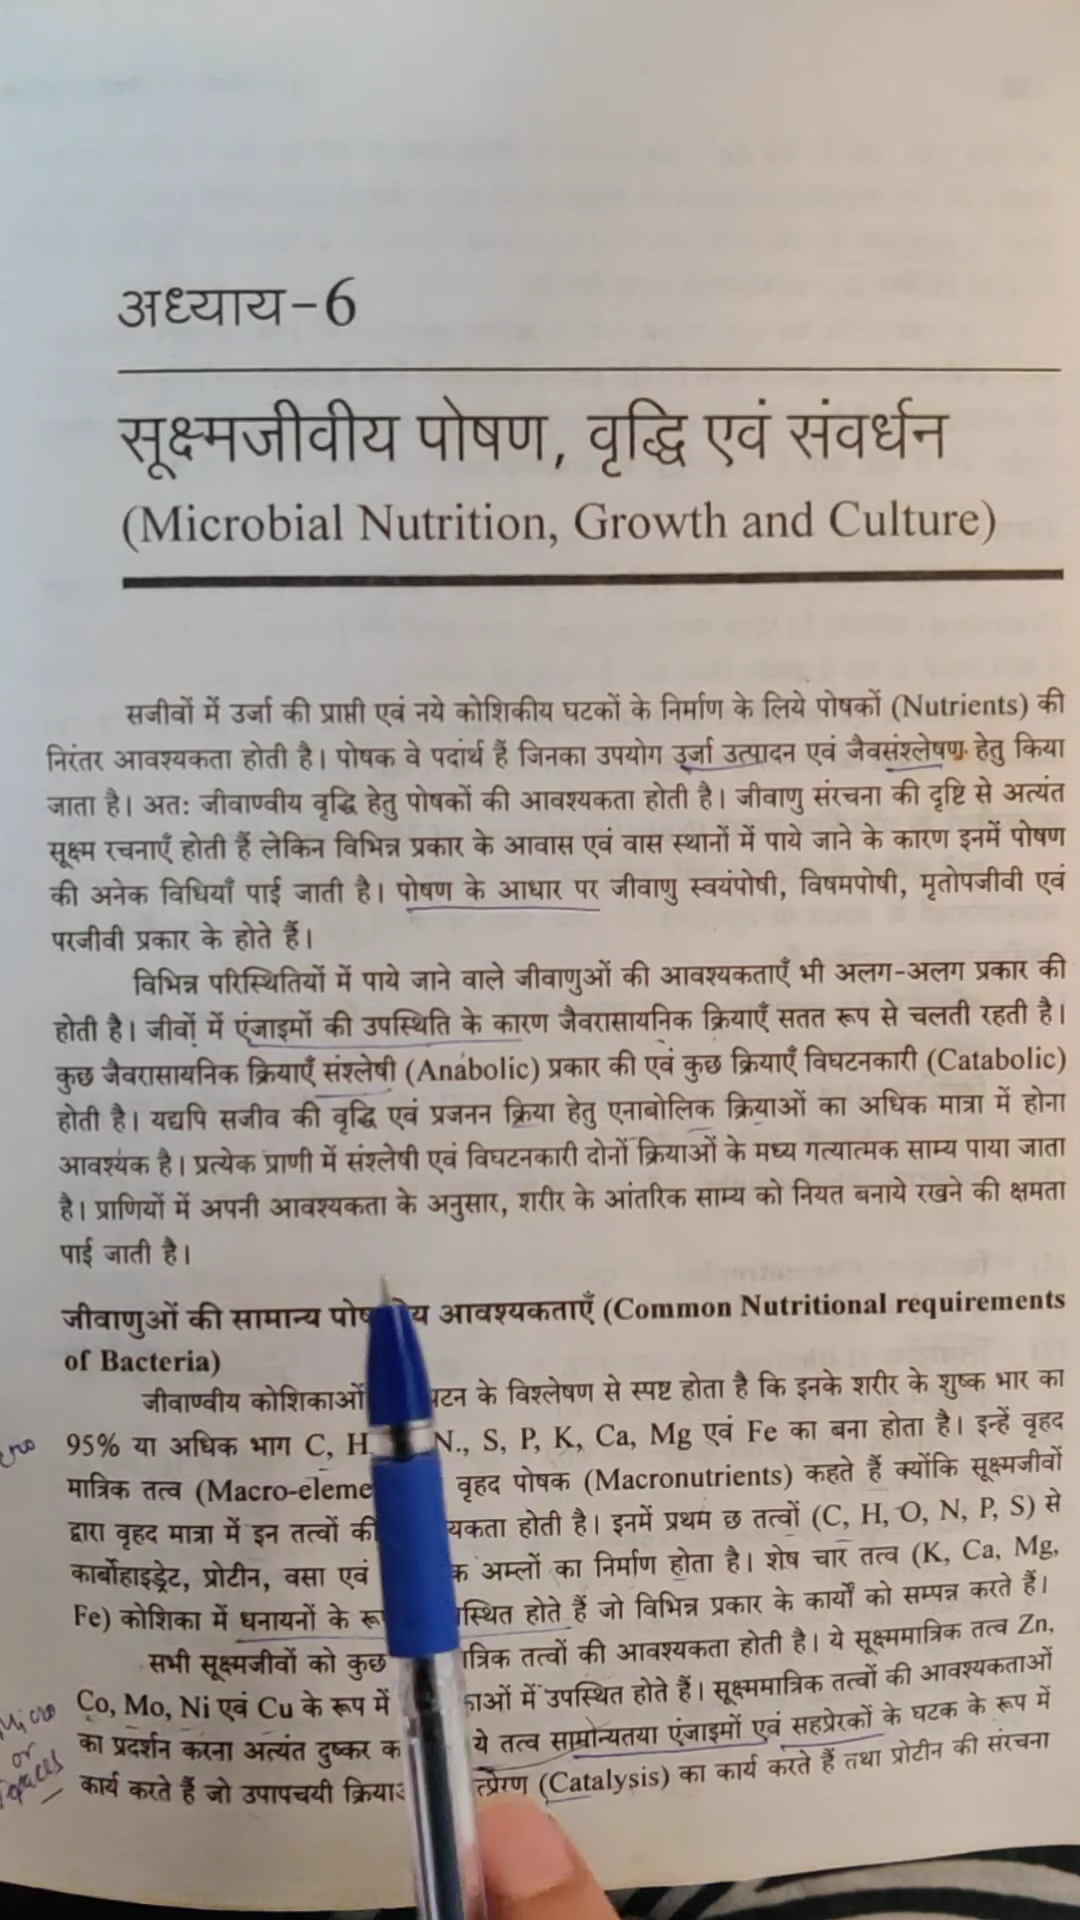 अध्याय-6
सूक्ष्मजीवीय पोषण, वृद्धि एवं संवर्धन
(Microbial Nutrition, Growth and Culture)
सजीवों में उर्जा की प्राप्ती एवं नये कोशिकीय घटकों के निर्माण के लिये पोषकों (Nutrients) की
निरंतर आवश्यकता होती है। पोषक वे पदार्थ हैं जिनका उपयोग उर्जा उत्पादन एवं जैवसंश्लेषण हेतु किया
जाता है। अतः जीवाण्वीय वृद्धि हेतु पोषकों की आवश्यकता होती है। जीवाणु संरचना की दृष्टि से अत्यंत
सूक्ष्म रचनाएँ होती हैं लेकिन विभिन्न प्रकार के आवास एवं वास स्थानों में पाये जाने के कारण इनमें पोषण
की अनेक विधियाँ पाई जाती है। पोषण के आधार पर जीवाणु स्वयंपोषी, विषमपोषी, मृतोपजीवी एवं
परजीवी प्रकार के होते हैं।
विभिन्न परिस्थितियों में पाये जाने वाले जीवाणुओं की आवश्यकताएँ भी अलग-अलग प्रकार की
होती है। जीवों में एंजाइमों की उपस्थिति के कारण जैवरासायनिक क्रियाएँ सतत रूप से चलती रहती है।
कुछ जैवरासायनिक क्रियाएँ संश्लेषी (Anabolic) प्रकार की एवं कुछ क्रियाएँ विघटनकारी (Catabolic)
होती है। यद्यपि सजीव की वृद्धि एवं प्रजनन क्रिया हेतु एनाबोलिक क्रियाओं का अधिक मात्रा में होना
आवश्यक है। प्रत्येक प्राणी में संश्लेषी एवं विघटनकारी दोनों क्रियाओं के मध्य गत्यात्मक साम्य पाया जाता
है। प्राणियों में अपनी आवश्यकता के अनुसार, शरीर के आंतरिक साम्य को नियत बनाये रखने की क्षमता
पाई जाती है।
जीवाणुओं की सामान्य आवश्यकताएँ (Common Nutritional requirements
of Bacteria)
जीवाण्वीय कोशिकाओं के विश्लेषण से स्पष्ट होता है कि इनके शरीर के शुष्क भार का
95% या अधिक भाग C, H N., S, P, K, Ca, Mg एवं Fe का बना होता है। इन्हें वृहद
मात्रिक तत्व वृहद पोषक (Macronutrients) कहते हैं क्योंकि सूक्ष्मजीवों
द्वारा वृहद मात्रा में इन तत्वों की होती है। इनमें प्रथम छ तत्वों (C, H, O, N, P, S) से
कार्बोहाइड्रेट, प्रोटीन, वसा एवं अम्लों का निर्माण होता है। शेष चार तत्व (K, Ca, Mg,
Fe) कोशिका में धनायनों के होते हैं जो विभिन्न प्रकार के कार्यों को सम्पन्न करते हैं।
सभी सूक्ष्मजीवों को कुछ तत्वों की आवश्यकता होती है। ये सूक्ष्ममात्रिक तत्व Zn,
Co, Mo, Ni एवं Cu के रूप में में उपस्थित होते हैं। सूक्ष्ममात्रिक तत्वों की आवश्यकताओं
का प्रदर्शन करना अत्यंत दुष्कर ये तत्व सामान्यतया एंजाइमों एवं सहप्रेरकों के घटक के रूप में
कार्य करते हैं जो उपापचयी (Catalysis) का कार्य करते हैं तथा प्रोटीन की संरचना
Micro
or